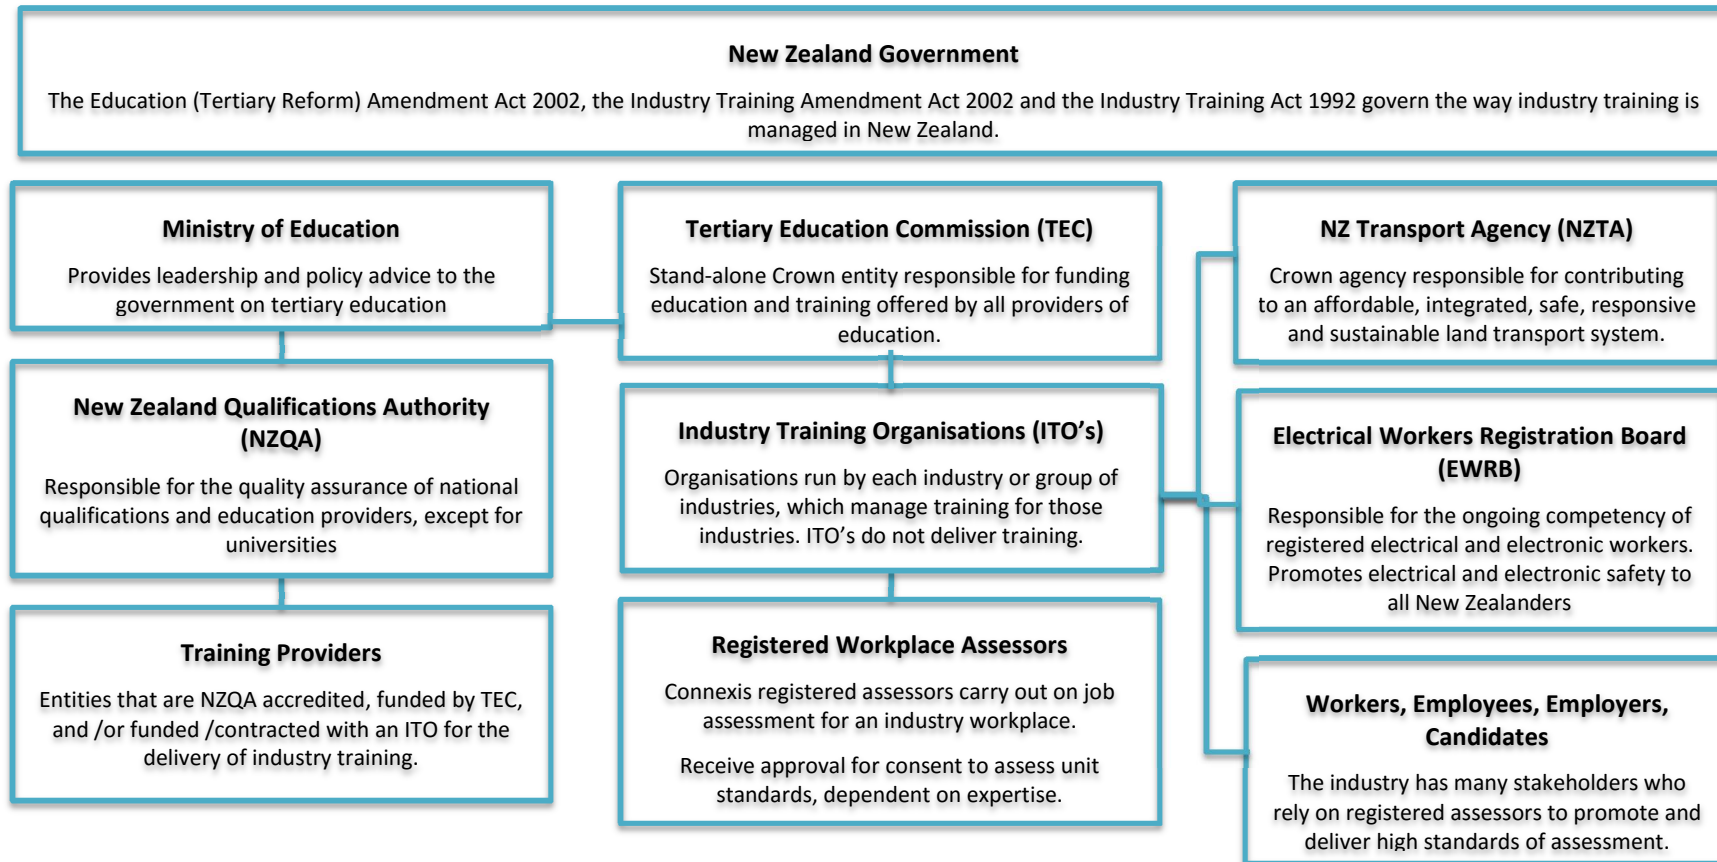 New Zealand Government
The Education (Tertiary Reform) Amendment Act 2002, the Industry Training Amendment Act 2002 and the Industry Training Act 1992 govern the way industry training is
managed in New Zealand.
Ministry of Education
Provides leadership and policy advice to the
government on tertiary education
New Zealand Qualifications Authority
(NZQA)
Responsible for the quality assurance of national
qualifications and education providers, except for
universities
Training Providers
Entities that are NZQA accredited, funded by TEC,
and /or funded /contracted with an ITO for the
delivery of industry training.
Tertiary Education Commission (TEC)
Stand-alone Crown entity responsible for funding
education and training offered by all providers of
education.
Industry Training Organisations (ITO’s)
Organisations run by each industry or group of
industries, which manage training for those
industries. ITO’s do not deliver training.
Registered Workplace Assessors
Connexis registered assessors carry out on job
assessment for an industry workplace.
Receive approval for consent to assess unit
standards, dependent on expertise.
NZ Transport Agency (NZTA)
Crown agency responsible for contributing
to an affordable, integrated, safe, responsive
and sustainable land transport system.
Electrical Workers Registration Board
(EWRB)
Responsible for the ongoing competency of
registered electrical and electronic workers.
Promotes electrical and electronic safety to
all New Zealanders
Workers, Employees, Employers,
Candidates
The industry has many stakeholders who
rely on registered assessors to promote and
deliver high standards of assessment.